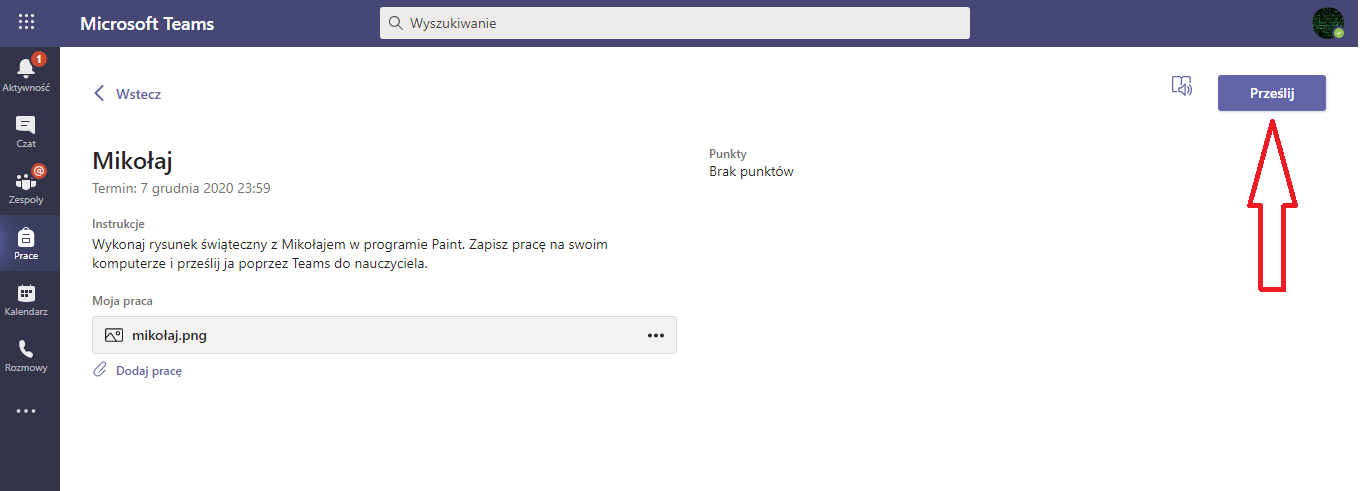 Microsoft Teams
Wyszukiwanie
1
Aktywność
Czat
@
Zespoły
Prace
Kalendarz
Rozmowy
Wstecz
Prześlij
Mikołaj
Termin: 7 grudnia 2020 23:59
Punkty
Brak punktów
Instrukcje
Wykonaj rysunek świąteczny z Mikołajem w programie Paint. Zapisz pracę na swoim
komputerze i prześlij ja poprzez Teams do nauczyciela.
Moja praca
mikołaj.png
Dodaj pracę